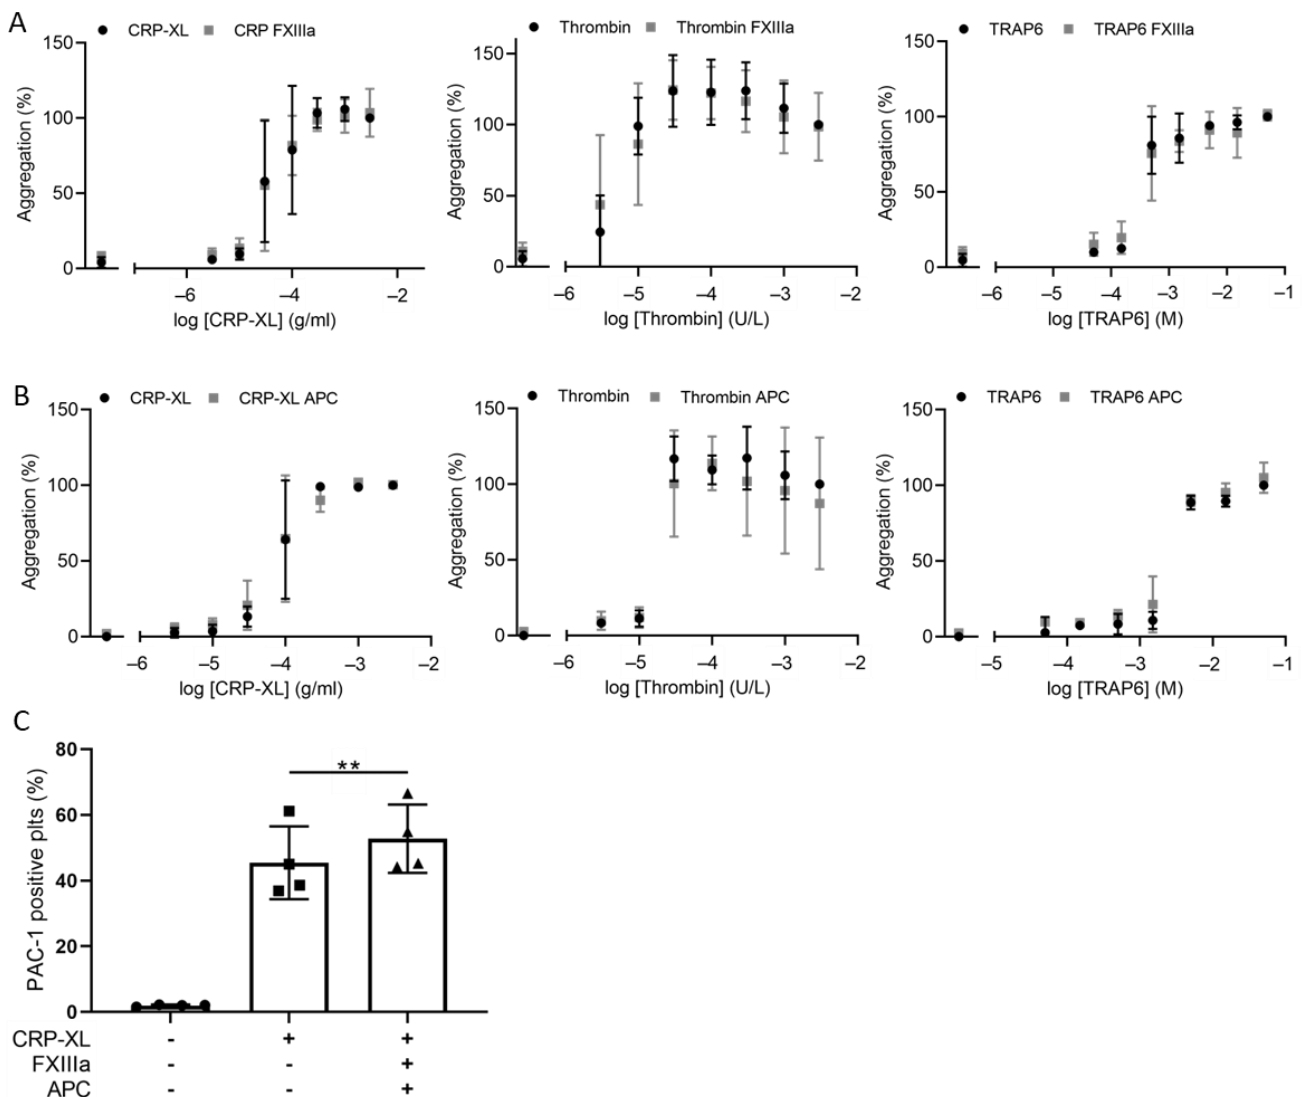 A
CRP-XL CRP FXIIIa
Thrombin Thrombin FXIIIa
TRAP6 TRAP6 FXIIIa
Aggregation (%)
150
100
50
0
–6 –4 –2
log [CRP-XL] (g/ml)
Aggregation (%)
150
100
50
0
–6 –5 –4 –3 –2
log [Thrombin] (U/L)
Aggregation (%)
150
100
50
0
–6 –5 –4 –3 –2 –1
log [TRAP6] (M)
B
CRP-XL CRP-XL APC
Thrombin Thrombin APC
TRAP6 TRAP6 APC
Aggregation (%)
150
100
50
0
–6 –5 –4 –3 –2
log [CRP-XL] (g/ml)
Aggregation (%)
150
100
50
0
–6 –5 –4 –3 –2
log [Thrombin] (U/L)
Aggregation (%)
150
100
50
0
–5 –4 –3 –2 –1
log [TRAP6] (M)
C
PAC-1 positive plts (%)
80
60
40
20
0
**
CRP-XL - + +
FXIIIa - - +
APC - - +